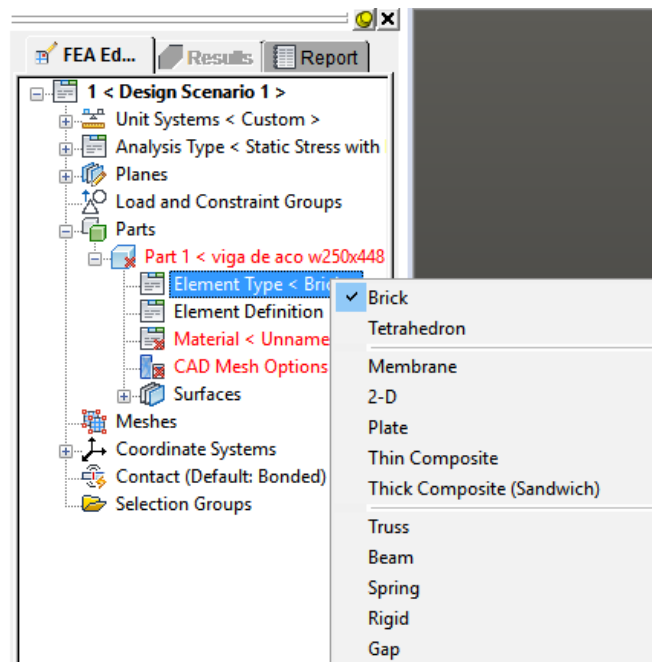 FEA Ed...
Results
Report
1 < Design Scenario 1 >
Unit Systems < Custom >
Analysis Type < Static Stress with
Planes
Load and Constraint Groups
Parts
Part 1 < viga de aco w250x448
Element Type < Bric
Element Definition
Material < Unname
CAD Mesh Options
Surfaces
Meshes
Coordinate Systems
Contact (Default: Bonded)
Selection Groups
Brick
Tetrahedron
Membrane
2-D
Plate
Thin Composite
Thick Composite (Sandwich)
Truss
Beam
Spring
Rigid
Gap